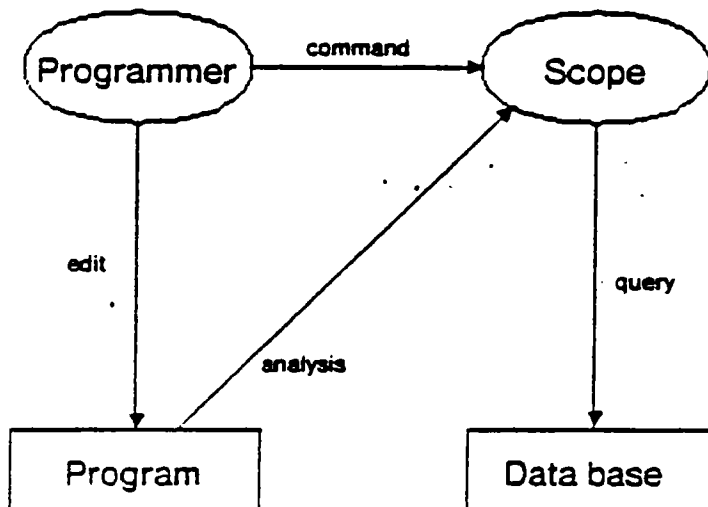 command
Programmer
Scope
edit
query
analysis
Program
Data base